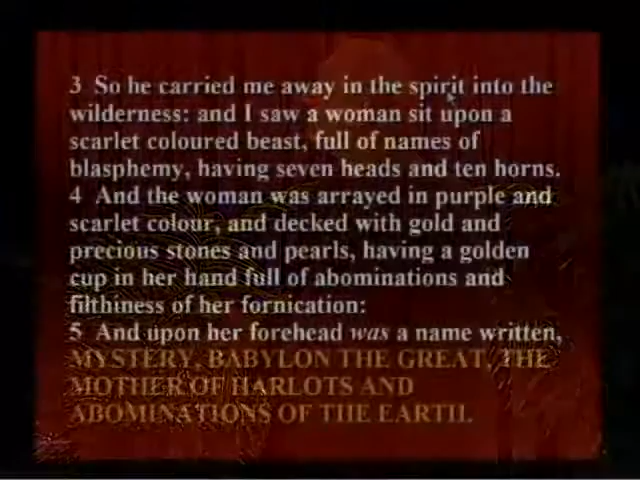 3 So he carried me away in the spirit into the
wilderness: and I saw a woman sit upon a
scarlet coloured beast, full of names of
blasphemy, having seven heads and ten horns.
4 And the woman was arrayed in purple and
scarlet colour, and decked with gold and
precious stones and pearls, having a golden
cup in her hand full of abominations and
filthiness of her fornication:
5 And upon her forehead was a name written,
MYSTERY, BABYLON THE GREAT, THE
MOTHER OF HARLOTS AND
ABOMINATIONS OF THE EARTH.